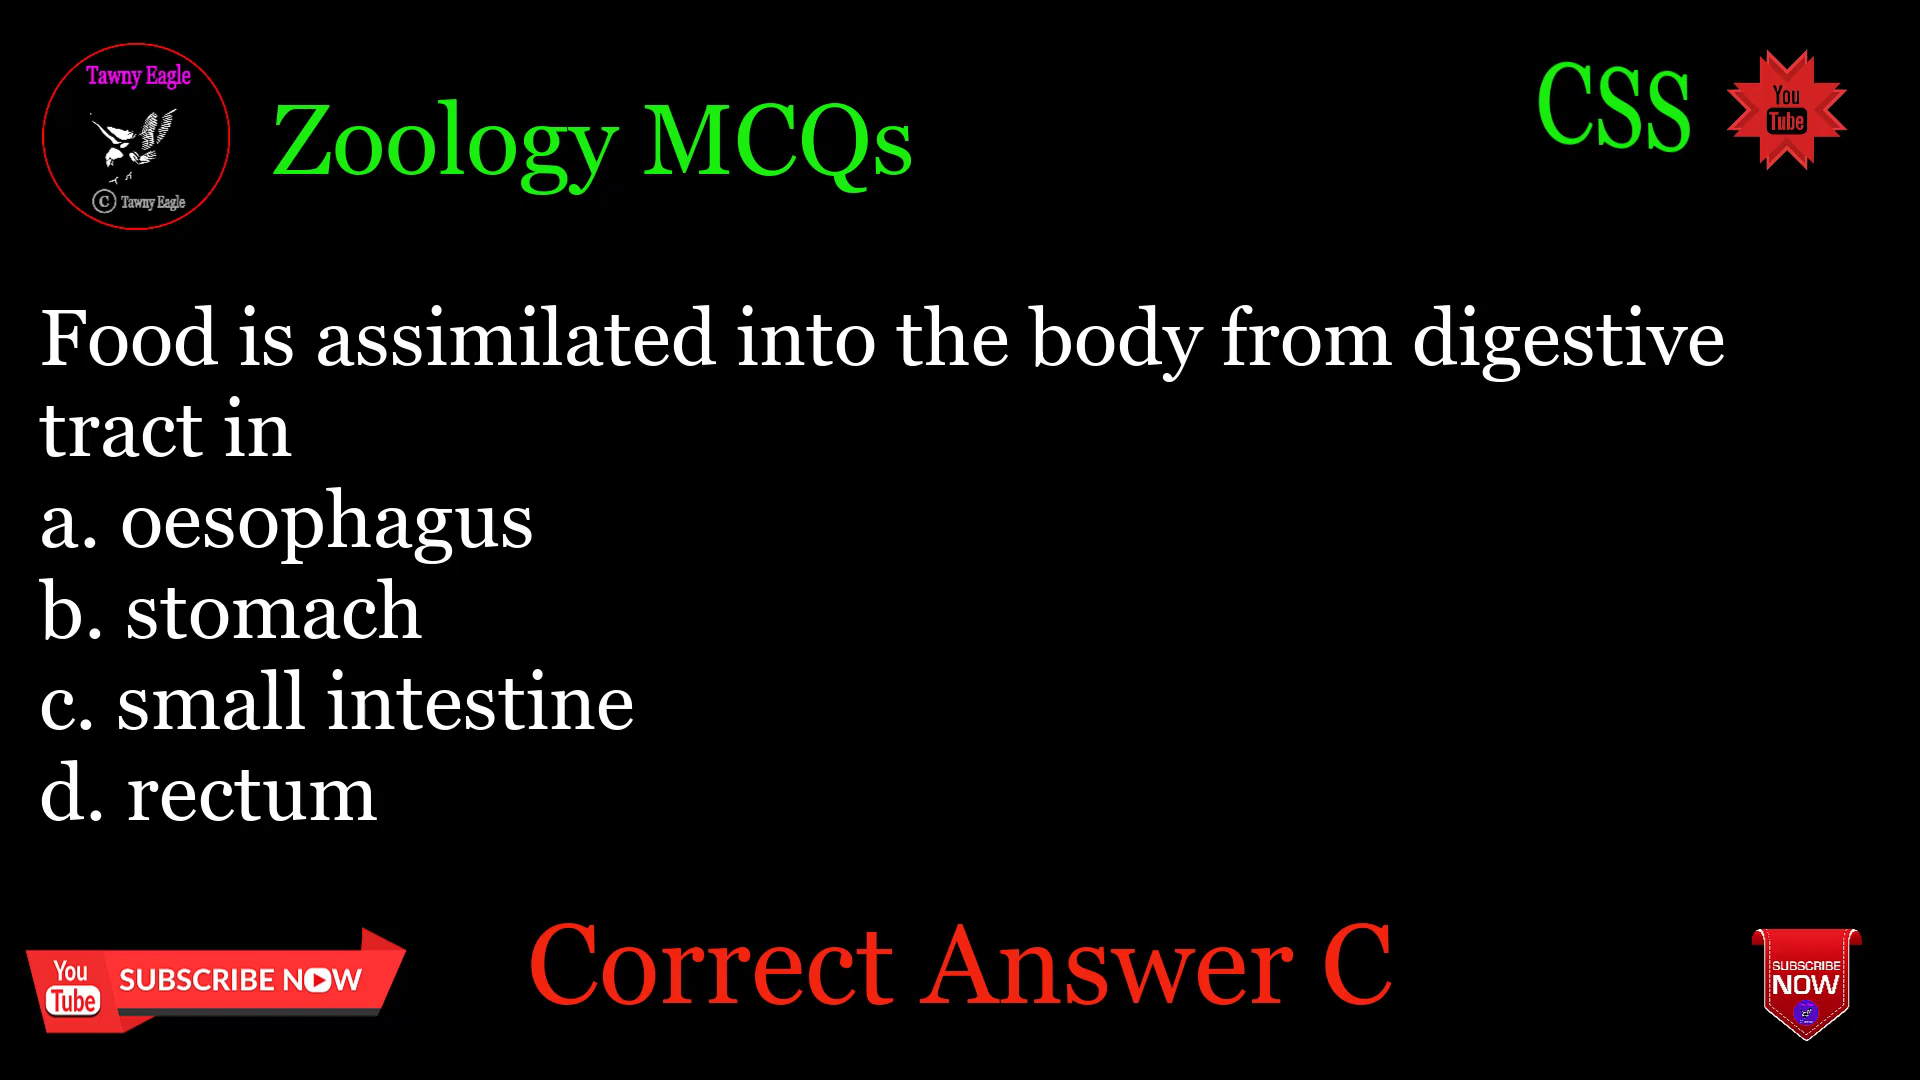 Tawny Eagle
© Tawny Eagle
Zoology MCQs
CSS
You
Tube
Food is assimilated into the body from digestive
tract in
a. oesophagus
b. stomach
c. small intestine
d. rectum
You
Tube
SUBSCRIBE NOW
Correct Answer C
SUBSCRIBE
NOW